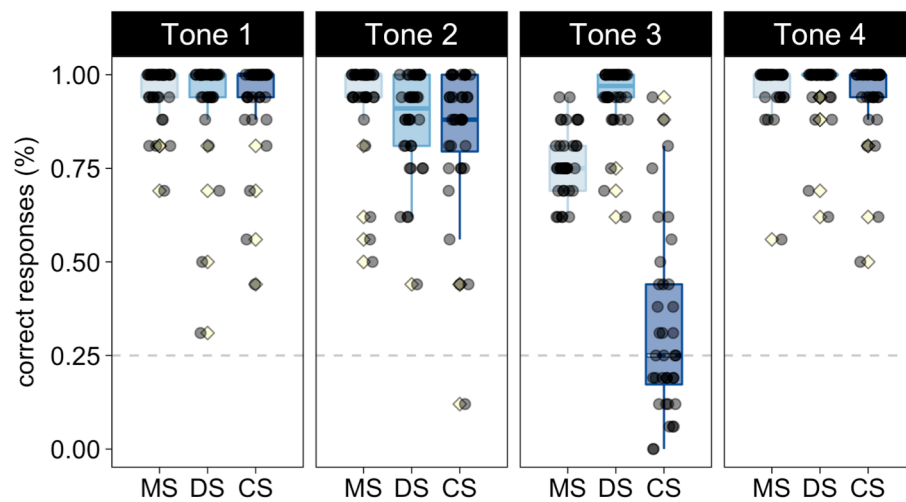 Tone 1
Tone 2
Tone 3
Tone 4
correct responses (%)
1.00
0.75
0.50
0.25
0.00
MS DS CS
MS DS CS
MS DS CS
MS DS CS